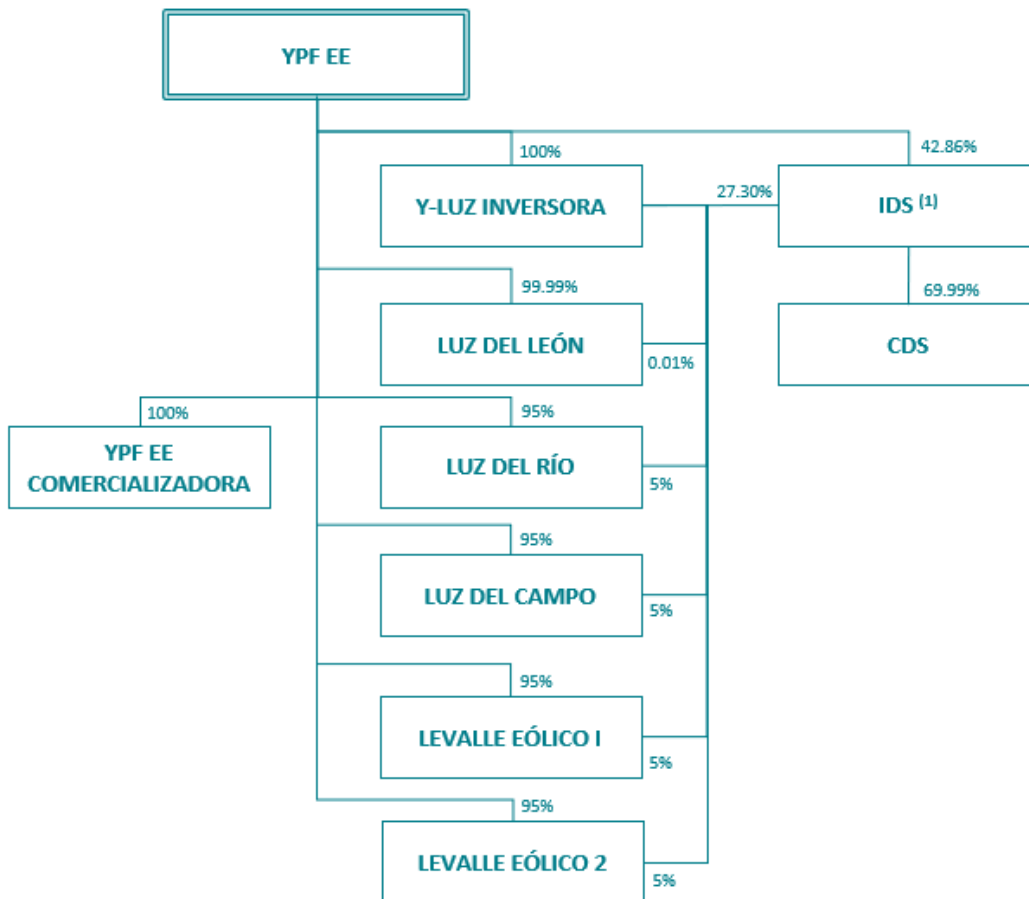 YPF EE
42.86%
100%
27.30%
Y-LUZ INVERSORA
IDS (1)
99.99%
69.99%
LUZ DEL LEÓN
0.01%
CDS
100%
95%
YPF EE
COMERCIALIZADORA
LUZ DEL RÍO
5%
95%
LUZ DEL CAMPO
5%
95%
LEVALLE EÓLICO I
5%
95%
LEVALLE EÓLICO 2
5%